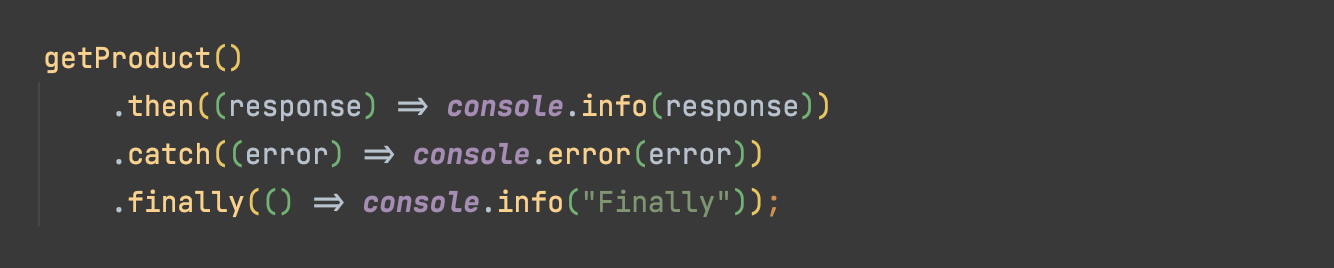 getProduct()
    .then((response) => console.info(response))
    .catch((error) => console.error(error))
    .finally(() => console.info("Finally"));